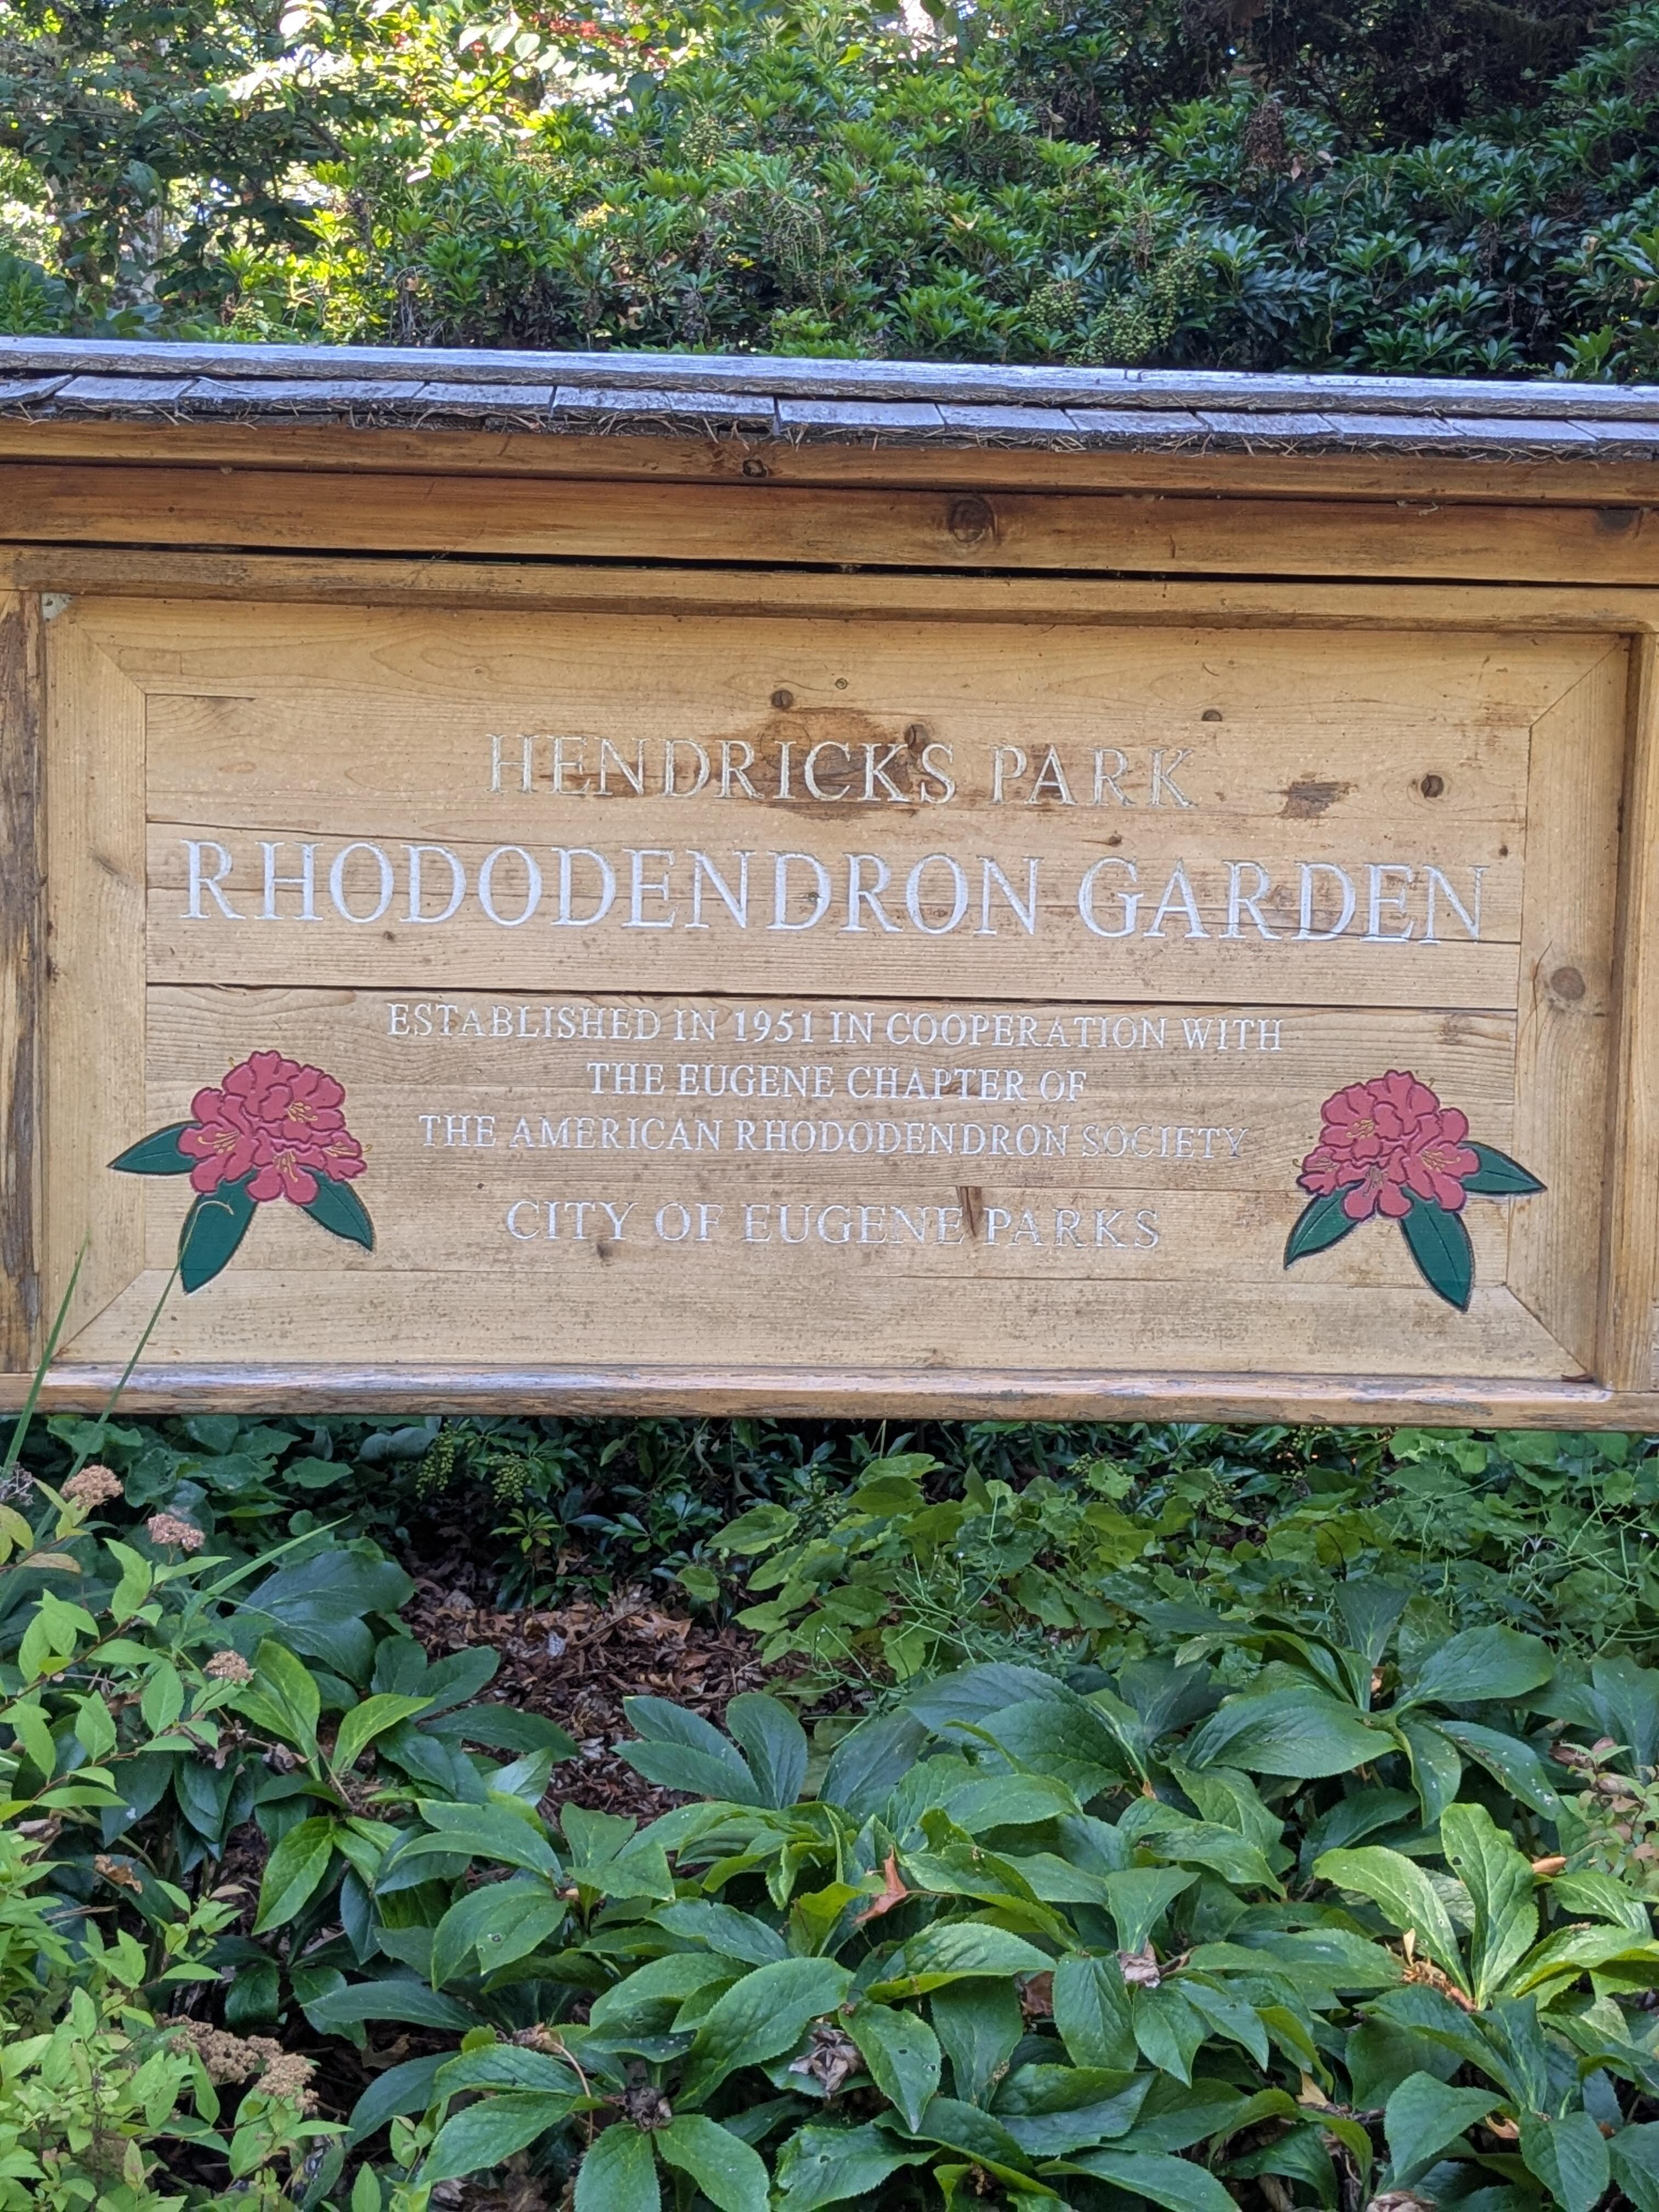 HENDRICKS PARK
RHODODENDRON GARDEN
ESTABLISHED IN 1951 IN COOPERATION WITH
THE EUGENE CHAPTER OF
THE AMERICAN RHODODENDRON SOCIETY
CITY OF EUGENE PARKS